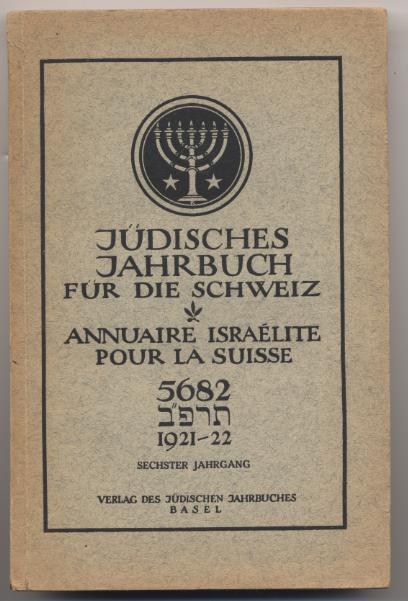 JÜDISCHES
JAHRBUCH
FÜR DIE SCHWEIZ
ANNUAIRE ISRAÉLITE
POUR LA SUISSE
5682
תרפ"ב
1921-22
SECHSTER JAHRGANG
VERLAG DES JÜDISCHEN JAHRBUCHES
BASEL